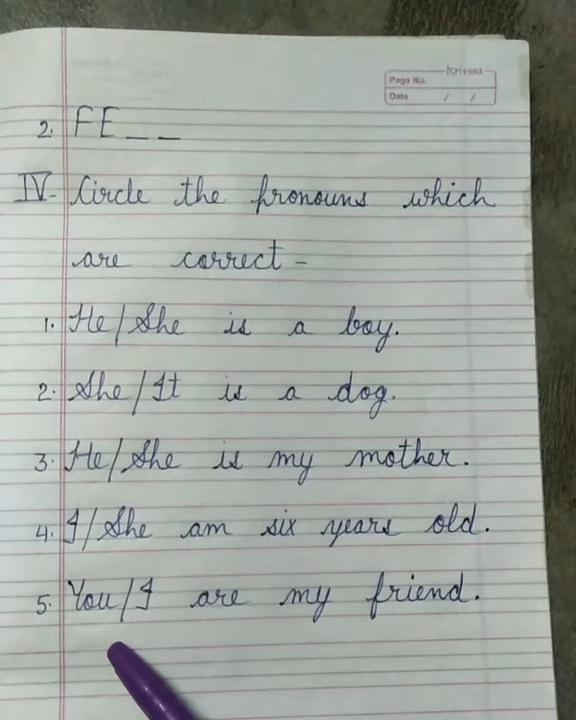 KRISHNA
Page No.
Date / /
2. FE _ _
IV. Circle the pronouns which
are correct -
1. He/She is a boy.
2. She/It is a dog.
3. He/She is my mother.
4. I/She am six years old.
5. You/I are my friend.